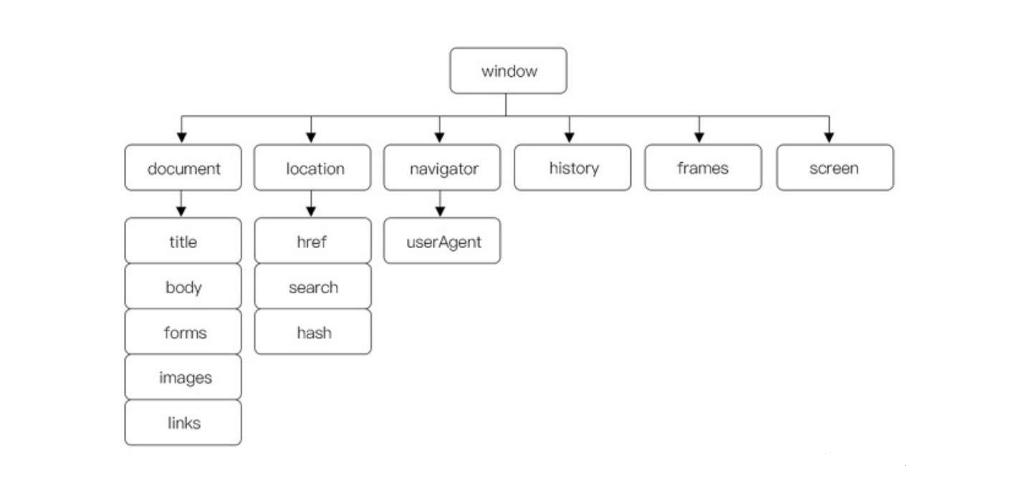 window
document location navigator history frames screen
title href userAgent
body search
forms hash
images
links